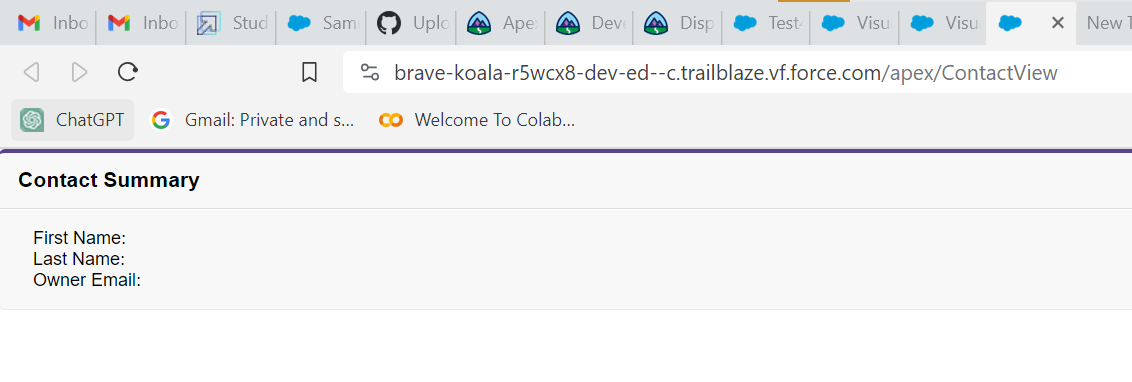 Inbo Inbo Stud Sam Uplo Ape Deve Disp Test Visu Visu New T
brave-koala-r5wcx8-dev-ed--c.trailblaze.vf.force.com/apex/ContactView
ChatGPT Gmail: Private and s... Welcome To Colab...
Contact Summary
First Name:
Last Name:
Owner Email: